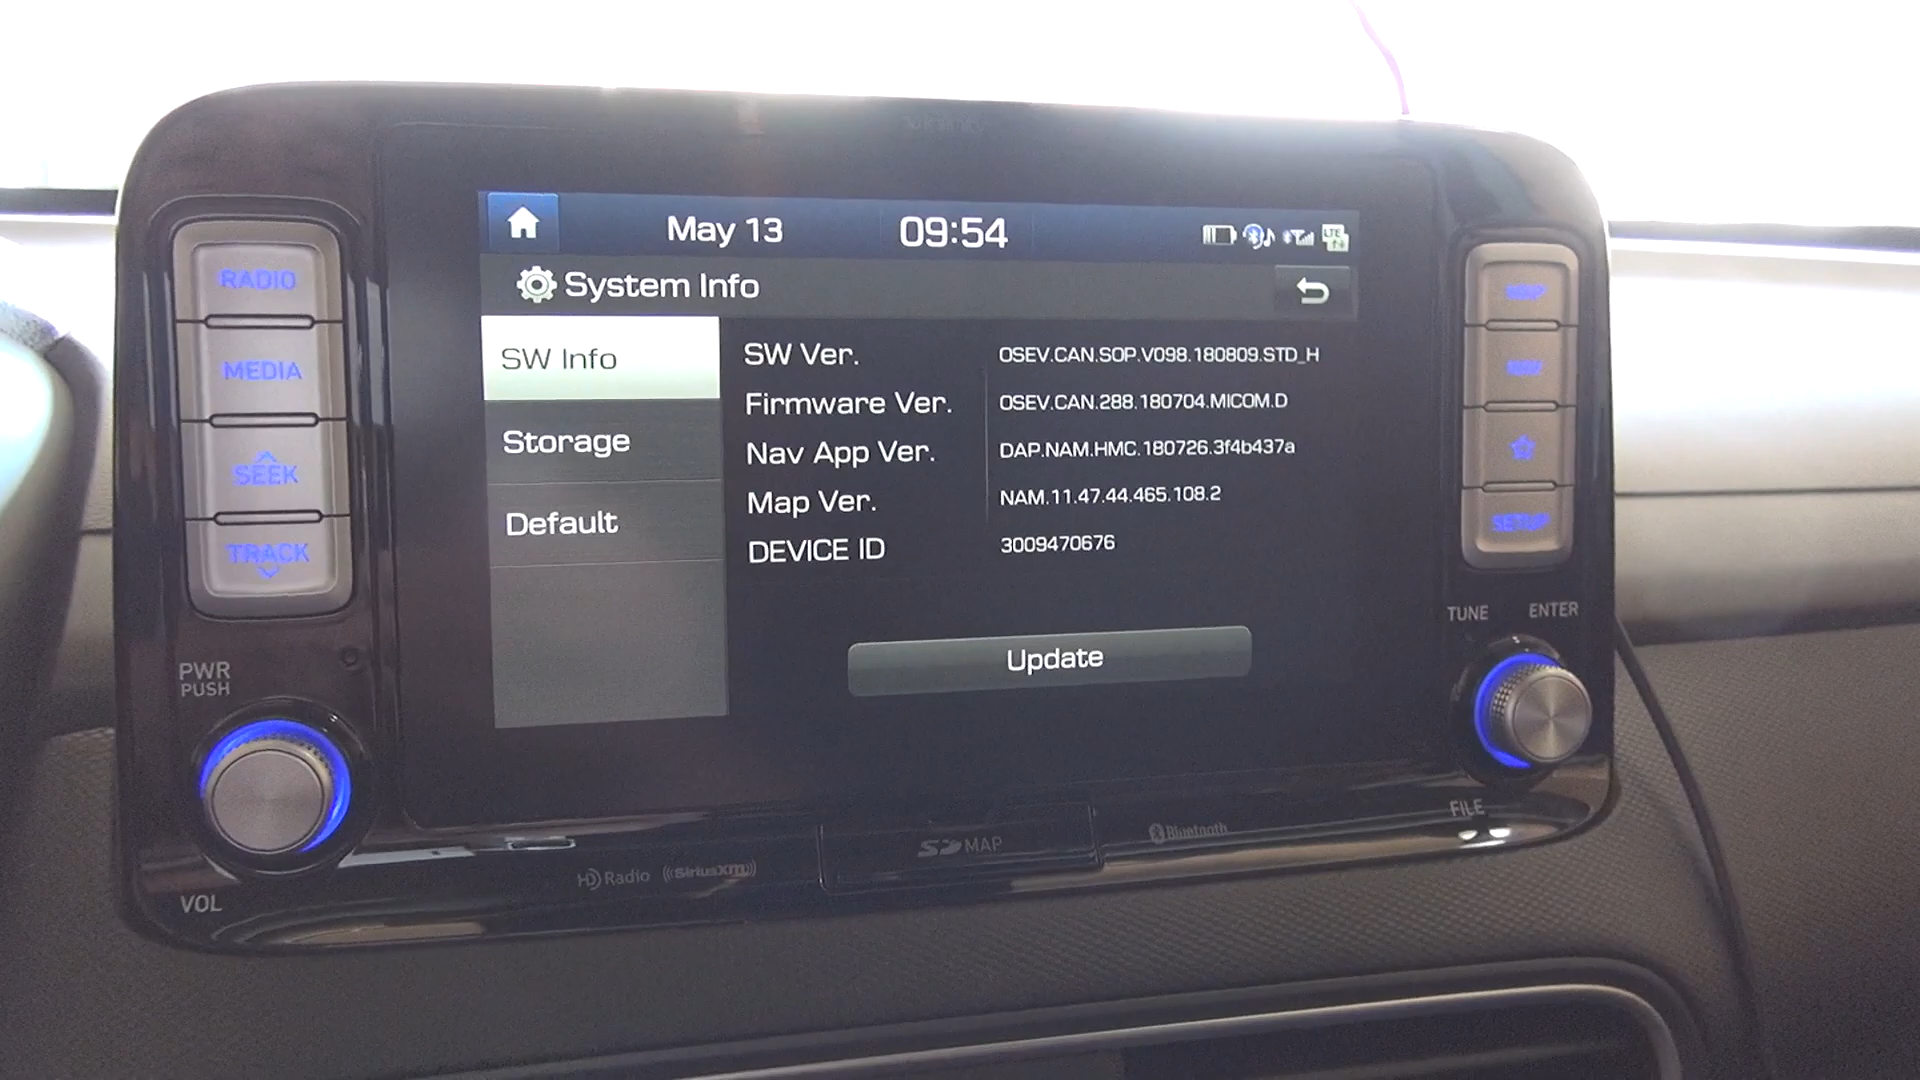 May 13 09:54
LTE
System Info
SW Info
Storage
Default
SW Ver. OSEV.CAN.SOP.V098.180809.STD_H
Firmware Ver. OSEV.CAN.288.180704.MICOM.D
Nav App Ver. DAP.NAM.HMC.180726.3f4b437a
Map Ver. NAM.11.47.44.465.108.2
DEVICE ID 3009470676
Update
RADIO
MEDIA
SEEK
TRACK
PWR
PUSH
VOL
MAP
NAV
SETUP
TUNE
ENTER
FILE
HD Radio
SiriusXM
SD MAP
Bluetooth